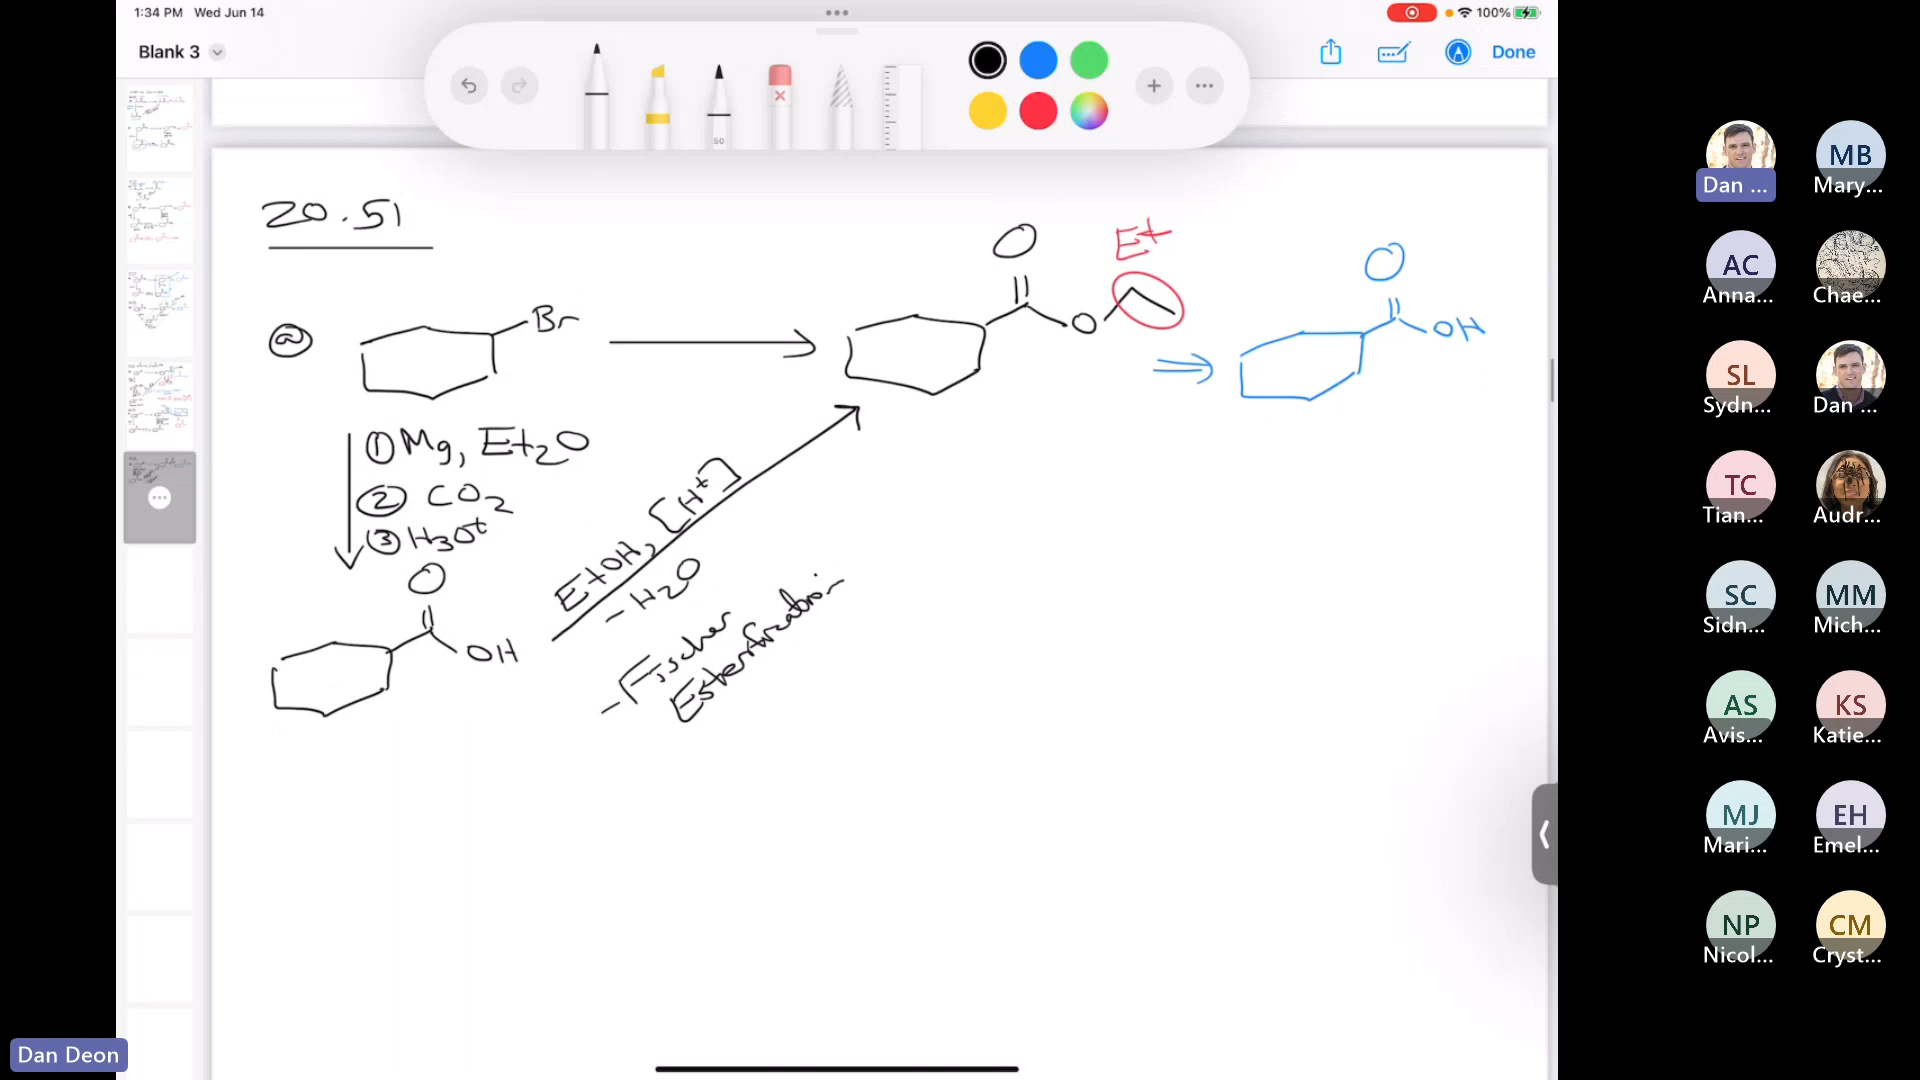 1:34 PM Wed Jun 14
100%
Blank 3
Done
50
20.51
O
Et
O
a
Br
O
OH
① Mg, Et₂O
② CO₂
③ H₃O⁺
O
OH
EtOH, [H⁺]
- H₂O
- Fischer
Esterification
Dan ...
MB
Mary...
AC
Anna...
Chae...
SL
Sydn...
Dan ...
TC
Tian...
Audr...
SC
Sidn...
MM
Mich...
AS
Avis...
KS
Katie...
MJ
Mari...
EH
Emel...
NP
Nicol...
CM
Cryst...
Dan Deon